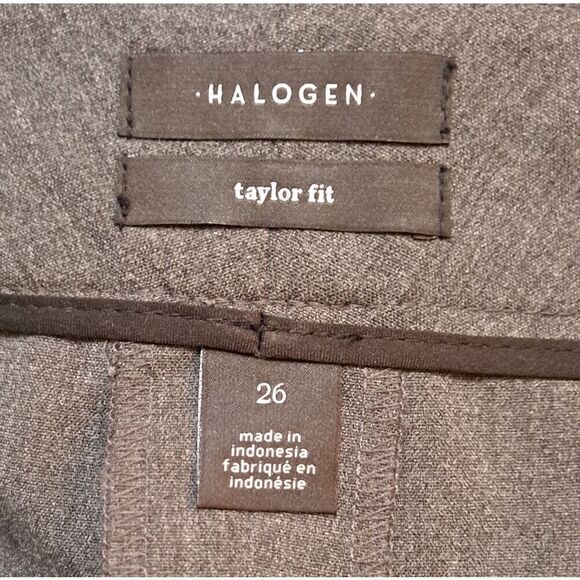 ·HALOGEN·
taylor fit
26
made in
indonesia
fabriqué en
indonésie